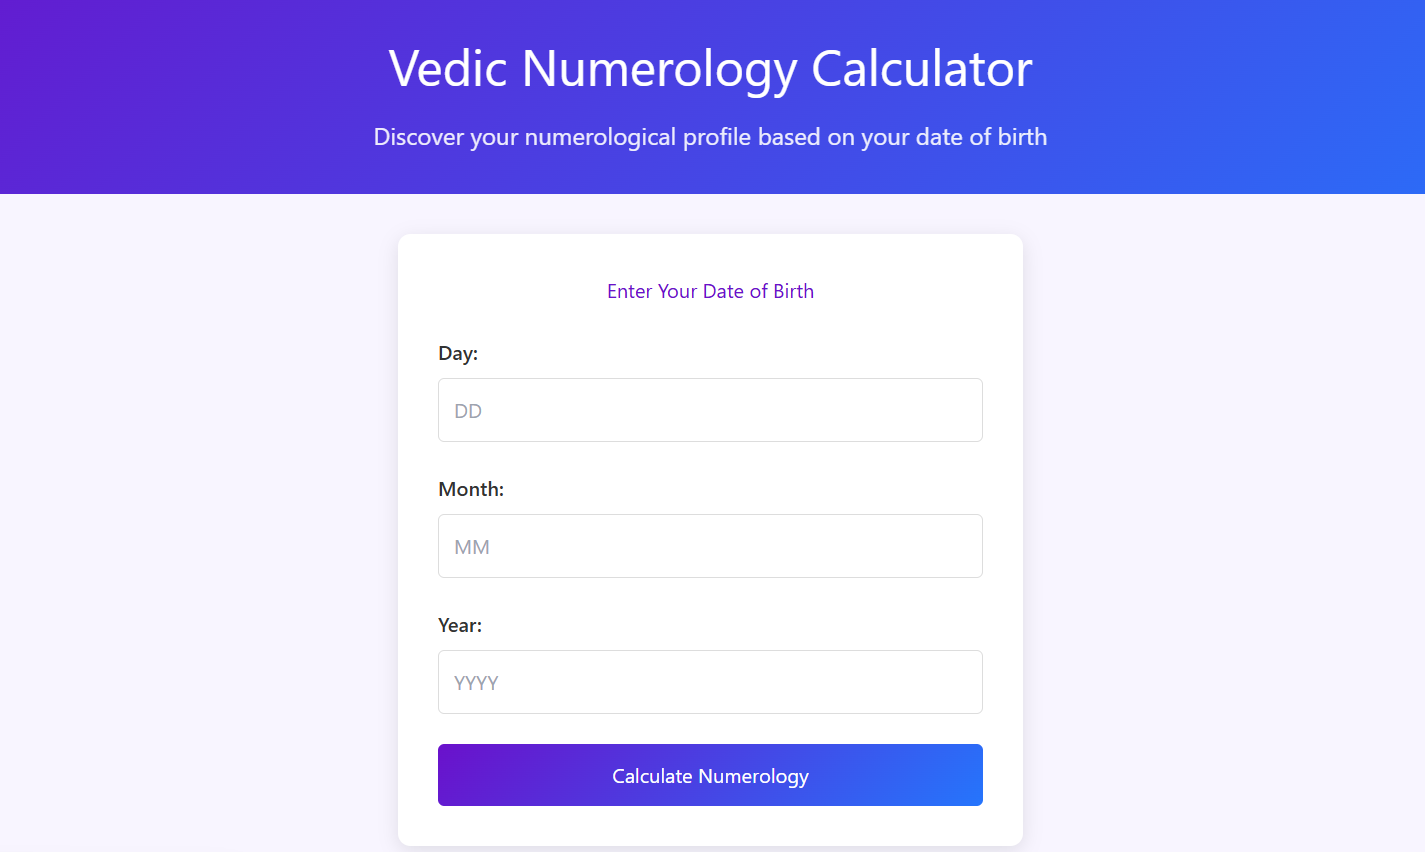 Vedic Numerology Calculator
Discover your numerological profile based on your date of birth
Enter Your Date of Birth
Day:
DD
Month:
MM
Year:
YYYY
Calculate Numerology